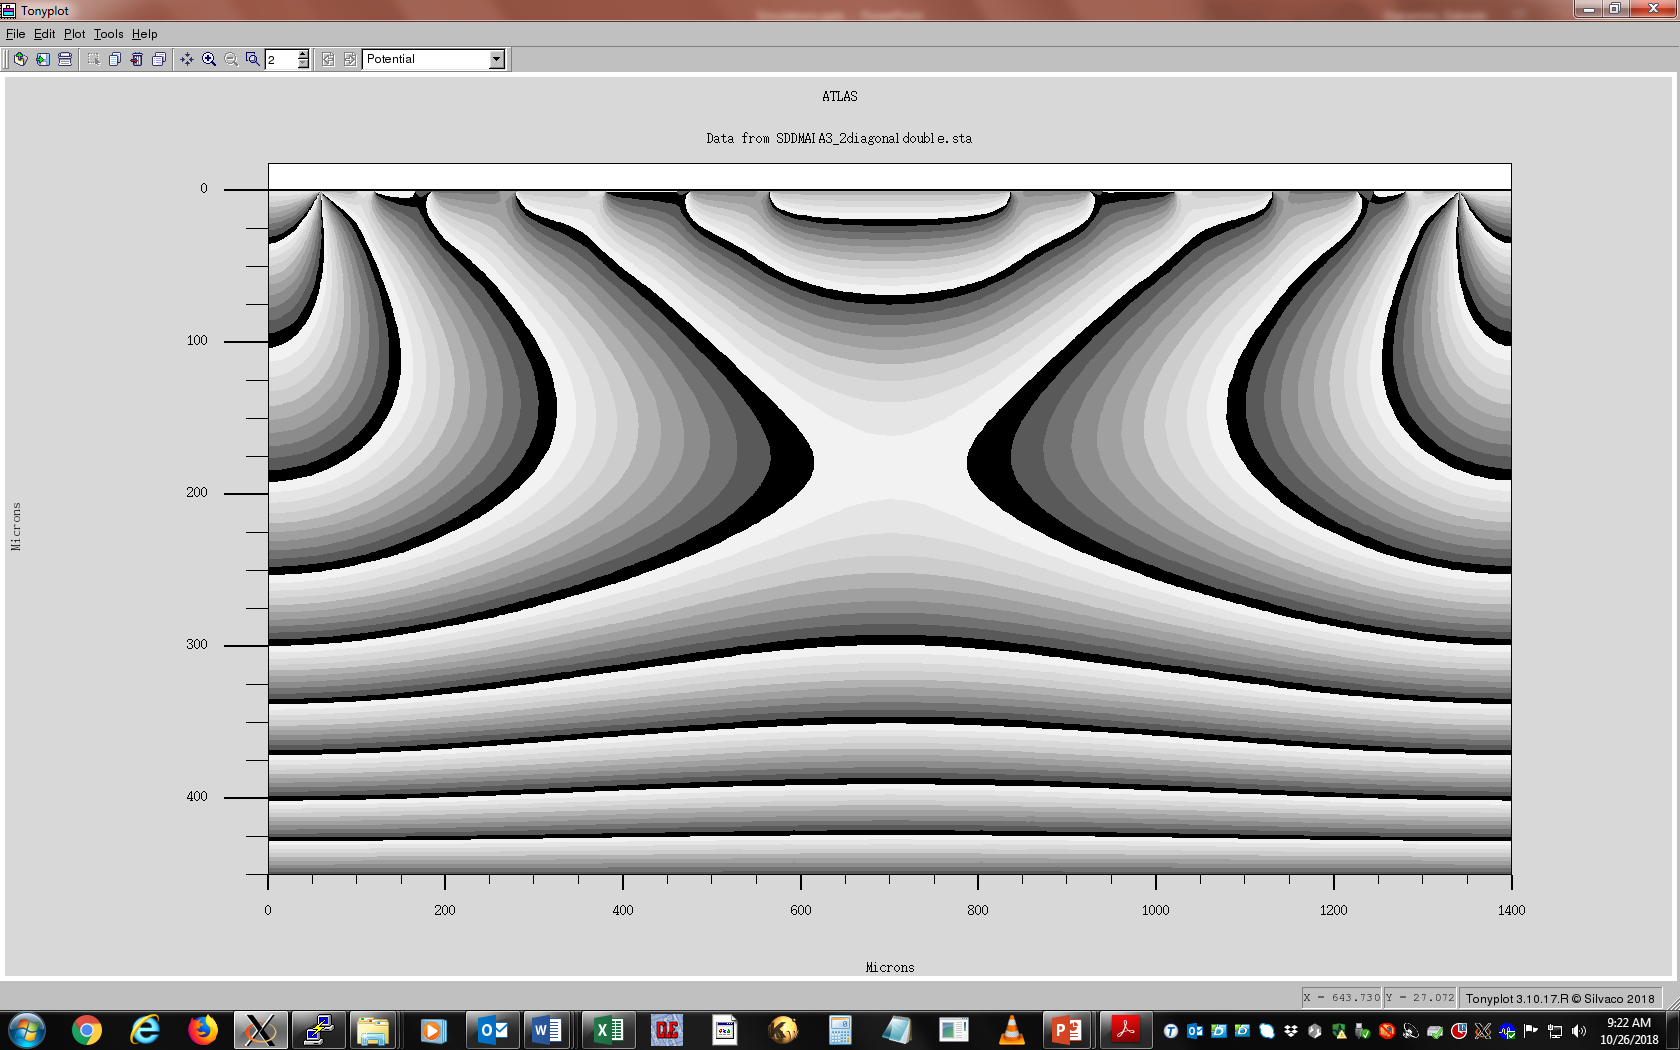 Tonyplot
File Edit Plot Tools Help
2 Potential
ATLAS
Data from SDDMAIA3_2diagonaldouble.sta
0
100
200
300
400
Microns
0 200 400 600 800 1000 1200 1400
Microns
X = 643.730 Y = 27.072 Tonyplot 3.10.17.R © Silvaco 2018
9:22 AM
10/26/2018